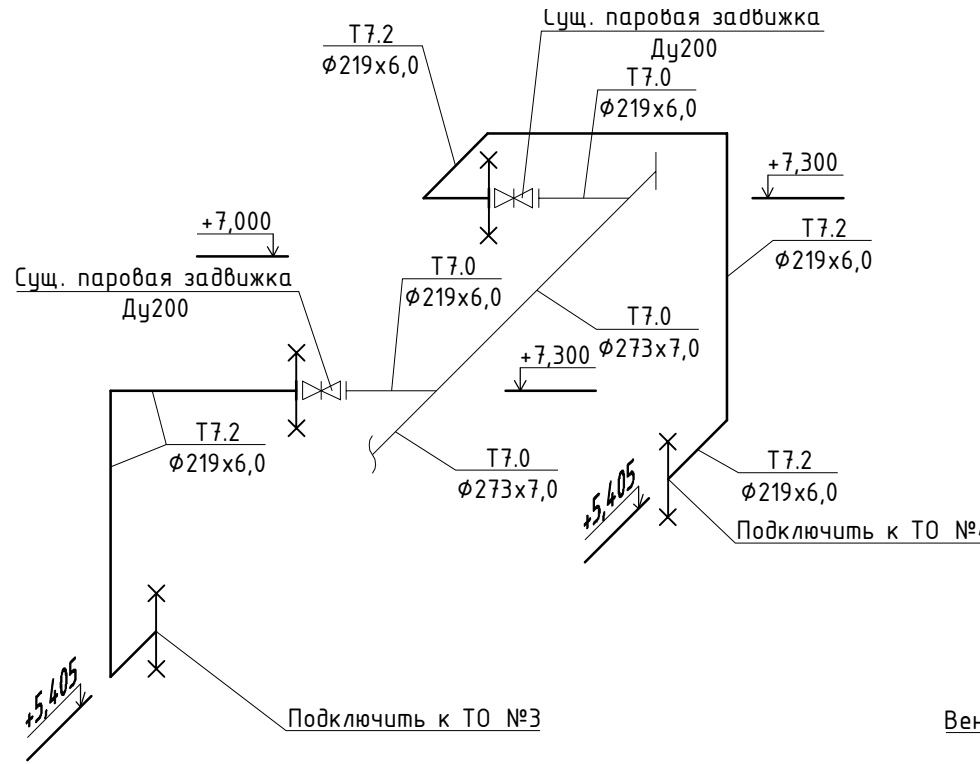 Сущ. паровая задвижка
Ду200
Т7.2
Ф219х6,0
Т7.0
Ф219х6,0
+7,300
+7,000
Т7.2
Ф219х6,0
Сущ. паровая задвижка
Ду200
Т7.0
Ф219х6,0
Т7.0
Ф273х7,0
+7,300
Т7.2
Ф219х6,0
Т7.0
Ф273х7,0
Т7.2
Ф219х6,0
+5,405
Подключить к ТО
+5,405
Подключить к ТО №3